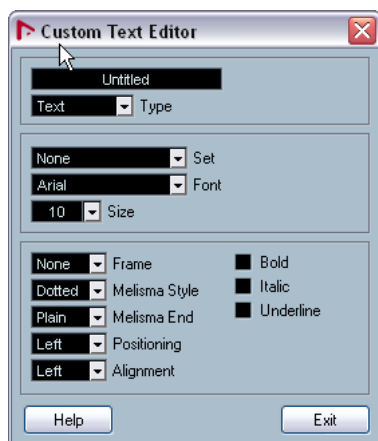 Custom Text Editor
Untitled
Text Type
None Set
Arial Font
10 Size
None Frame Bold
Dotted Melisma Style Italic
Plain Melisma End Underline
Left Positioning
Left Alignment
Help Exit